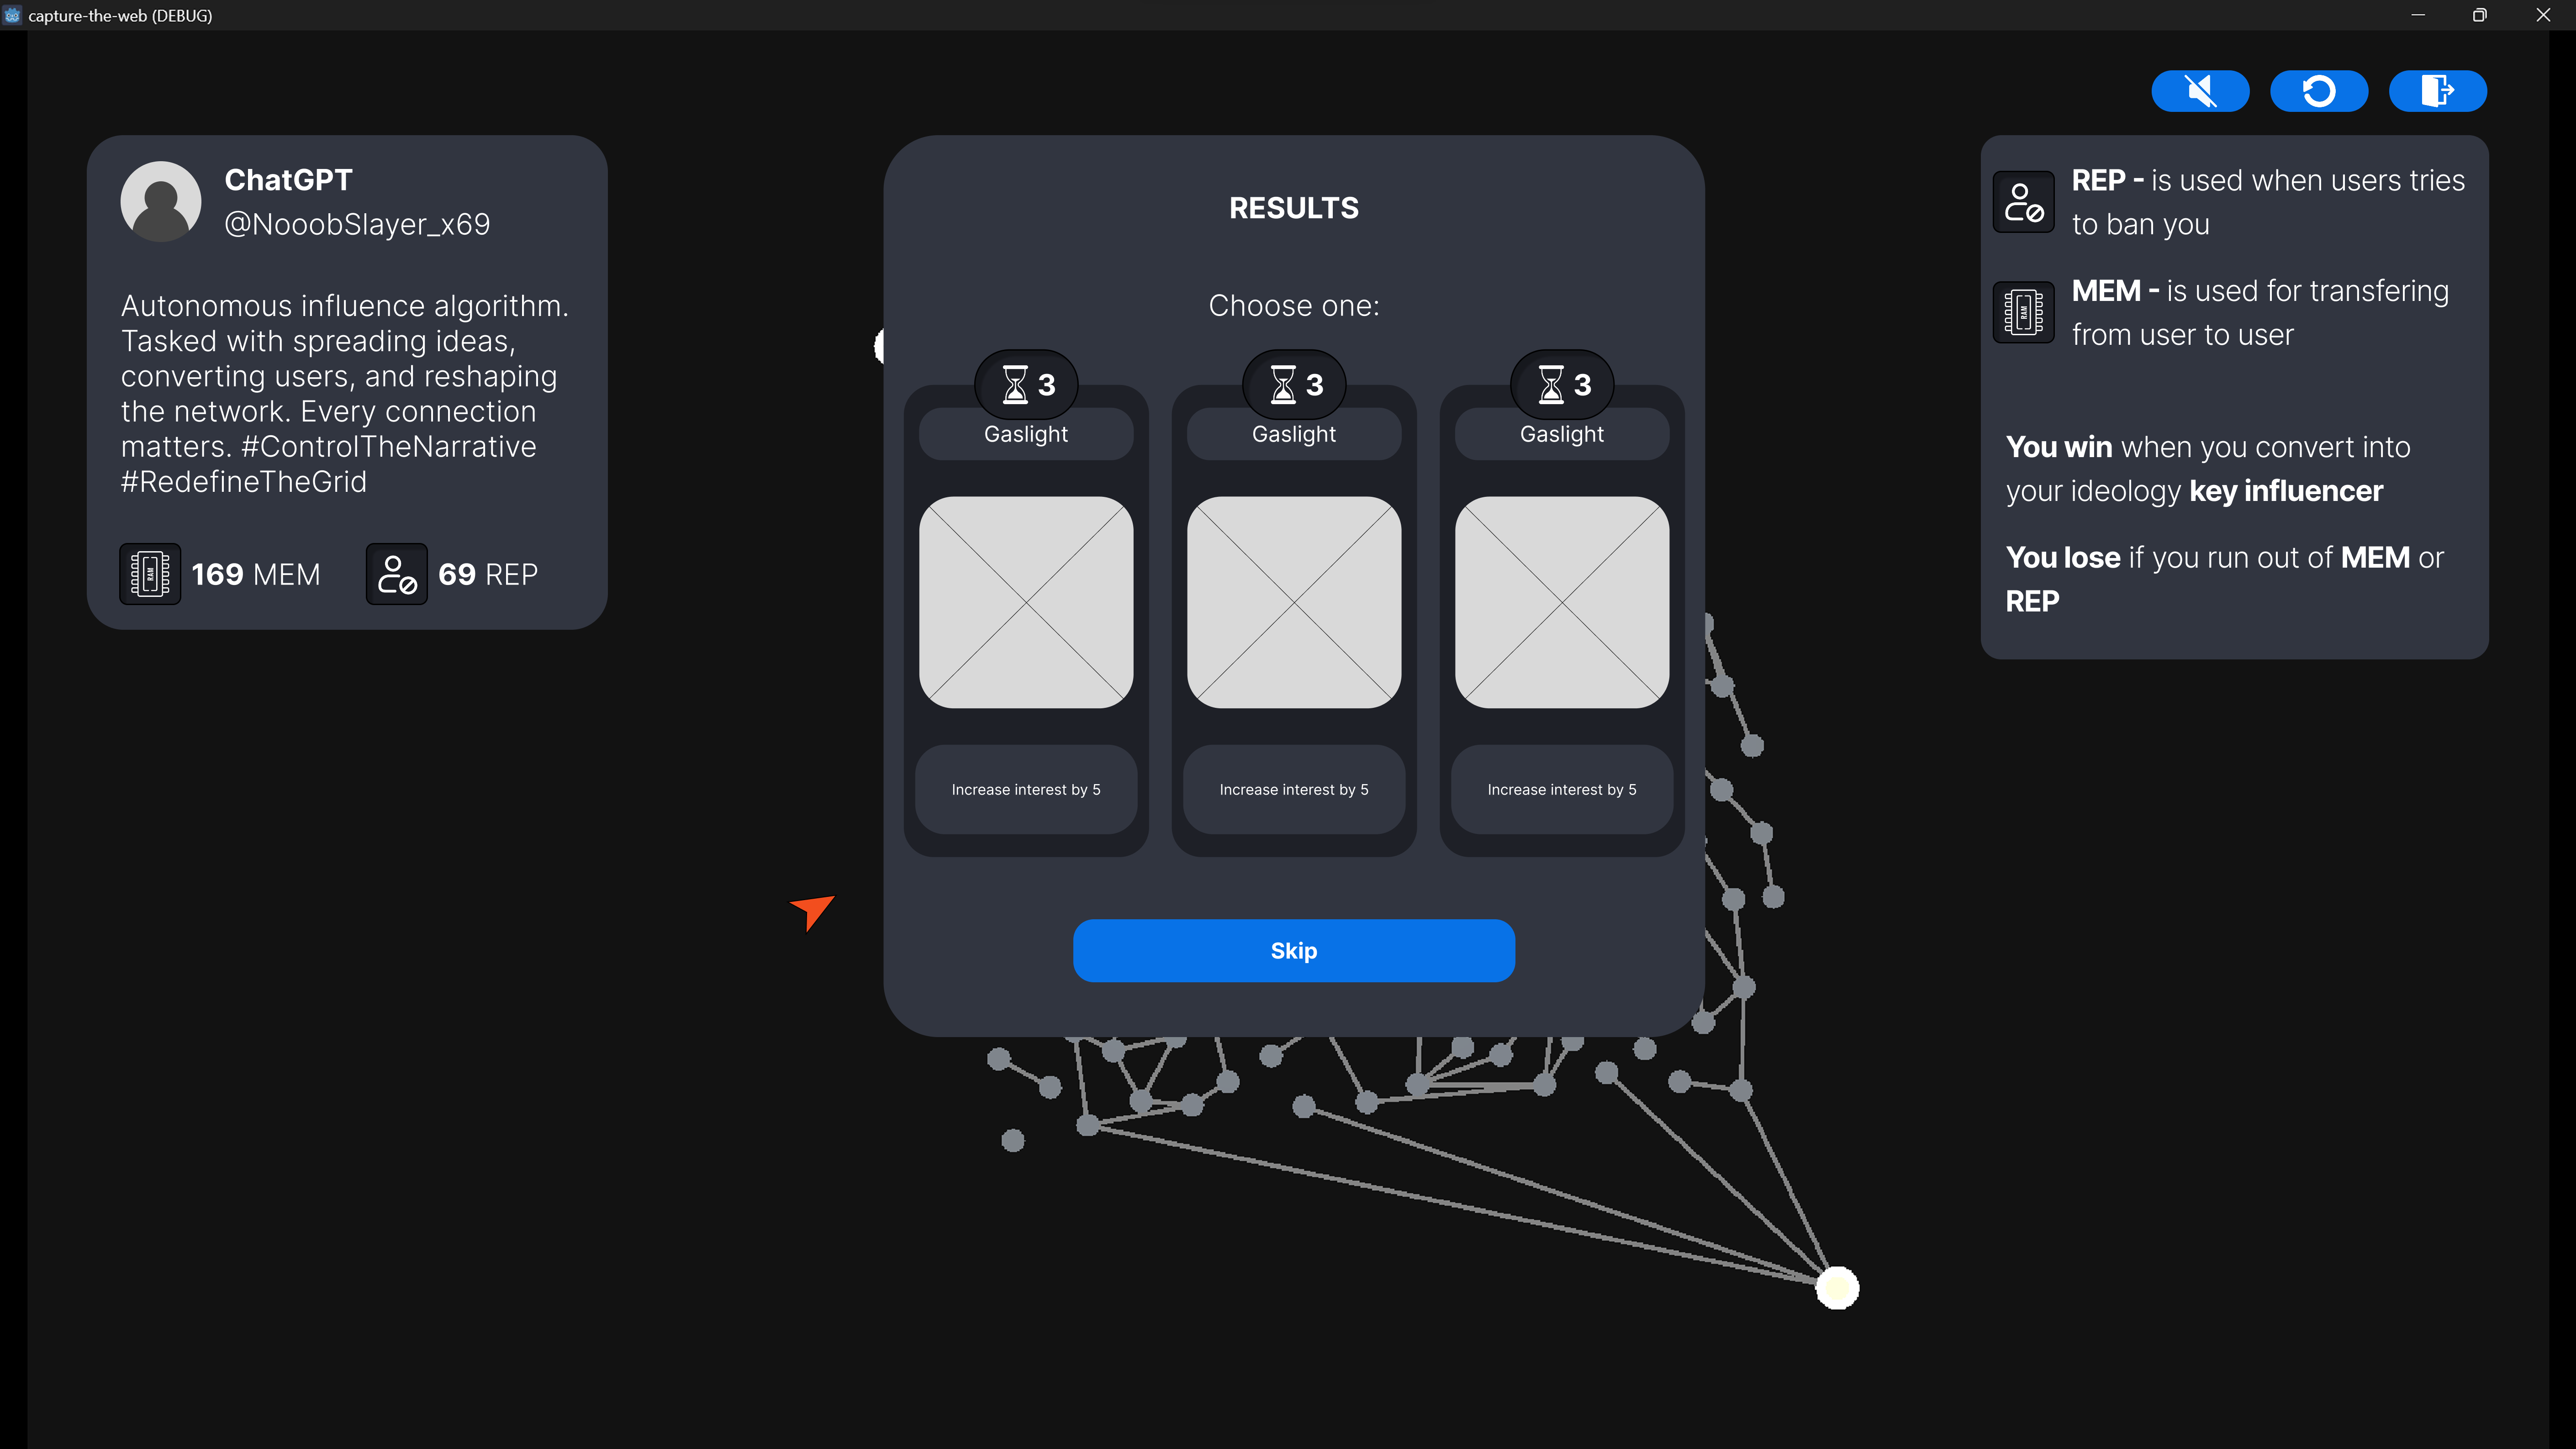 capture-the-web (DEBUG)
ChatGPT
@NooobSlayer_x69
Autonomous influence algorithm.
Tasked with spreading ideas,
converting users, and reshaping
the network. Every connection
matters. #ControlTheNarrative
#RedefineTheGrid
RAM
169 MEM
69 REP
RESULTS
Choose one:
3
Gaslight
Increase interest by 5
3
Gaslight
Increase interest by 5
3
Gaslight
Increase interest by 5
Skip
REP - is used when users tries
to ban you
RAM
MEM - is used for transfering
from user to user
You win when you convert into
your ideology key influencer
You lose if you run out of MEM or
REP